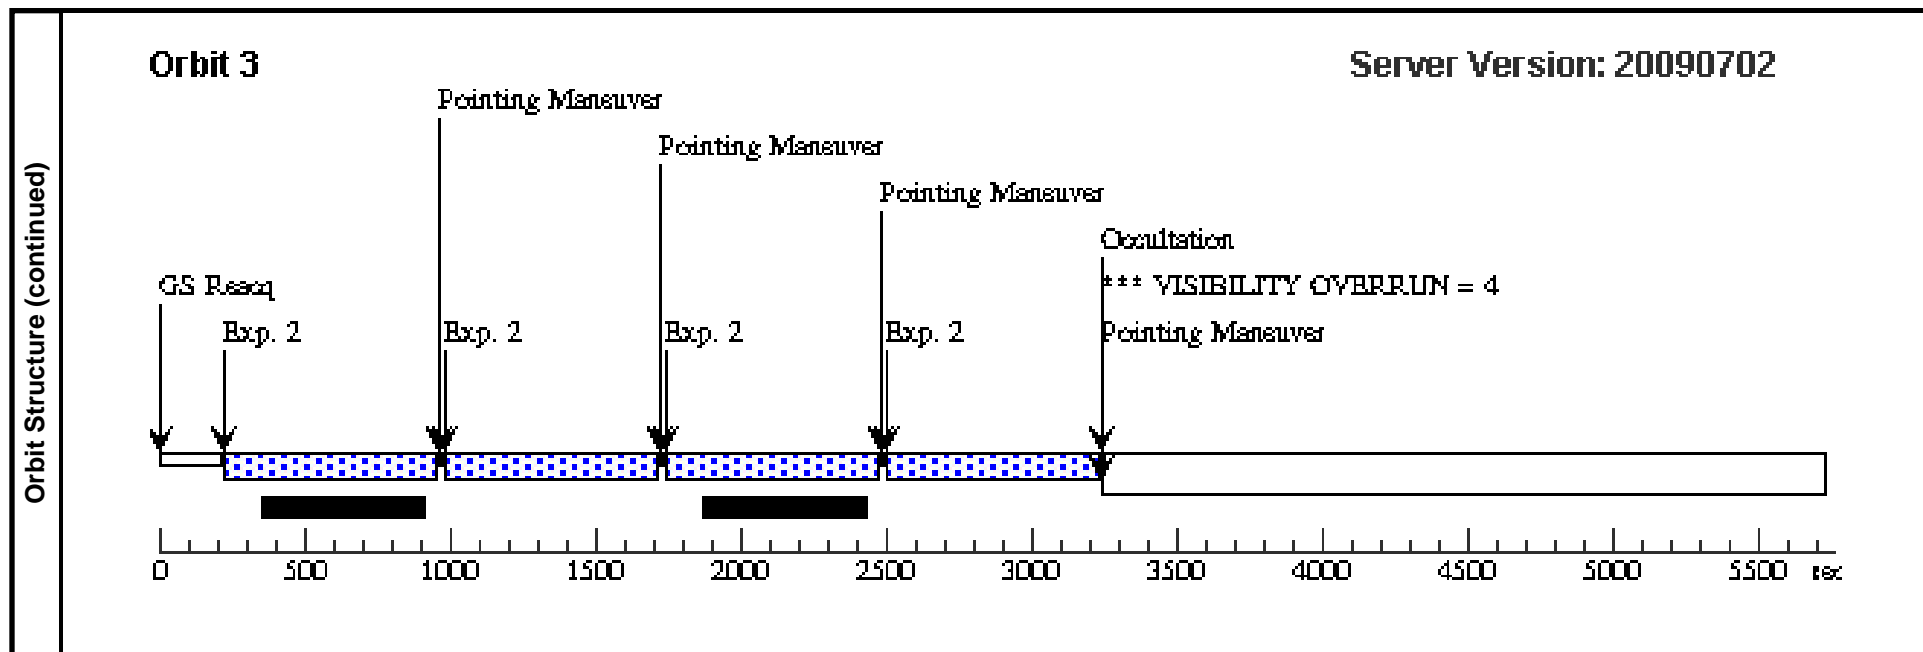 Orbit Structure (continued)
Orbit 3
Server Version: 20090702
Pointing Maneuver
Pointing Maneuver
Pointing Maneuver
Occultation
GS Reacq
*** VISIBILITY OVERRUN = 4
Exp. 2 Exp. 2 Exp. 2 Exp. 2 Pointing Maneuver
0 500 1000 1500 2000 2500 3000 3500 4000 4500 5000 5500 sec